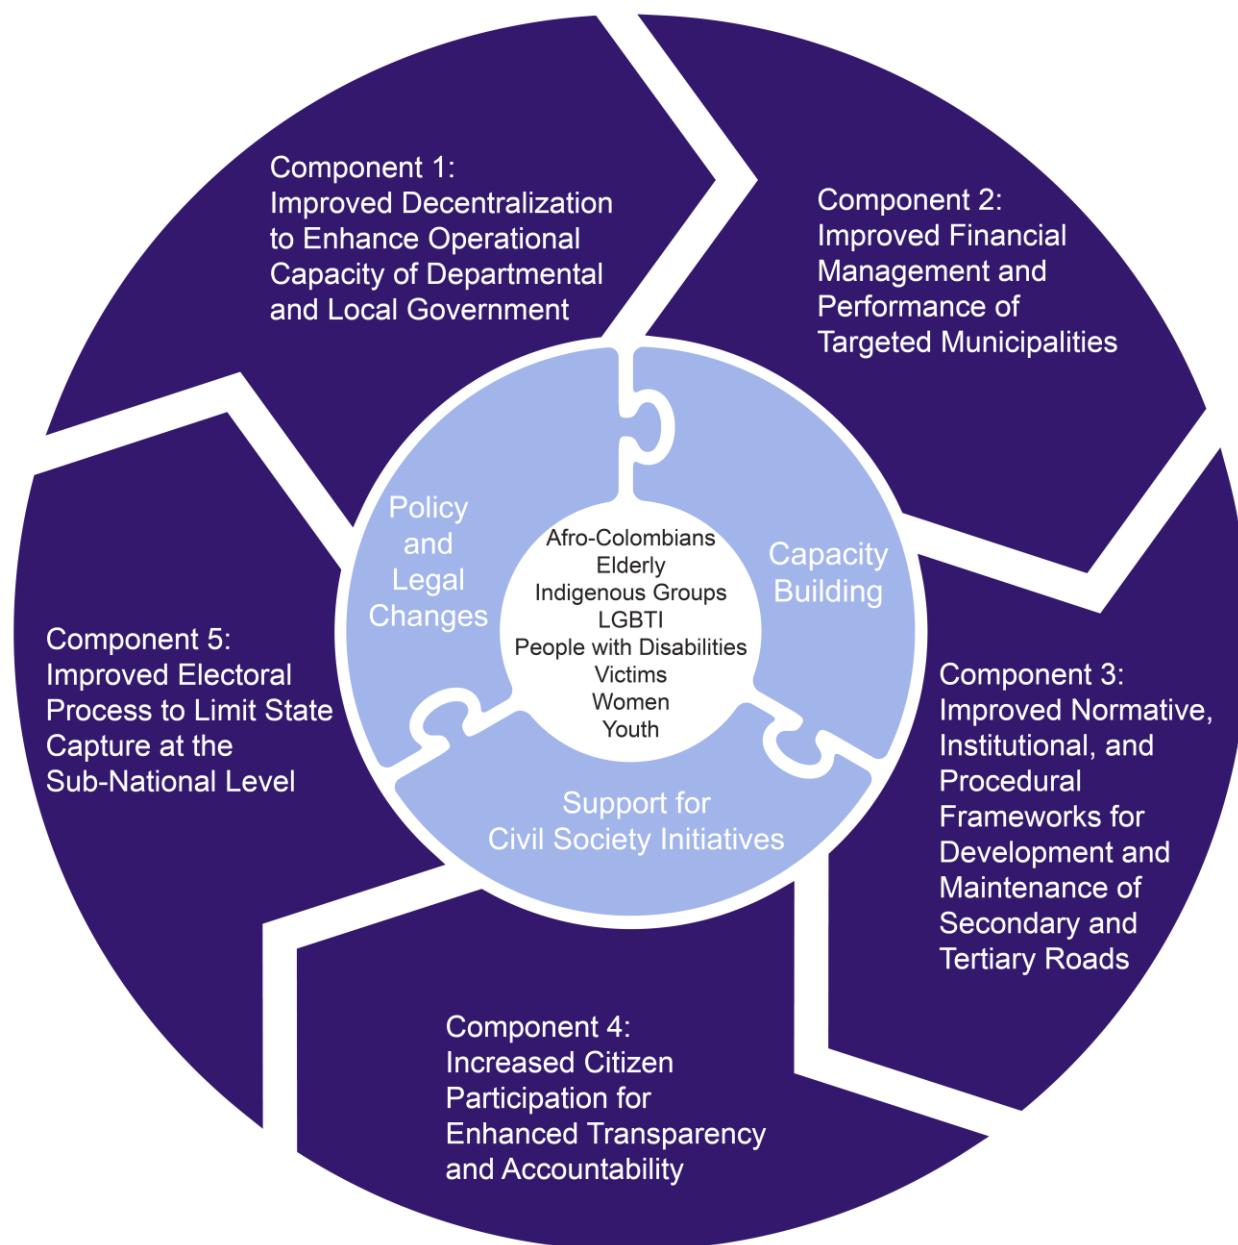 Component 1:
Improved Decentralization
to Enhance Operational
Capacity of Departmental
and Local Government
Component 2:
Improved Financial
Management and
Performance of
Targeted Municipalities
Component 3:
Improved Normative,
Institutional, and
Procedural
Frameworks for
Development and
Maintenance of
Secondary and
Tertiary Roads
Component 4:
Increased Citizen
Participation for
Enhanced Transparency
and Accountability
Component 5:
Improved Electoral
Process to Limit State
Capture at the
Sub-National Level
Policy
and
Legal
Changes
Capacity
Building
Support for
Civil Society Initiatives
Afro-Colombians
Elderly
Indigenous Groups
LGBTI
People with Disabilities
Victims
Women
Youth